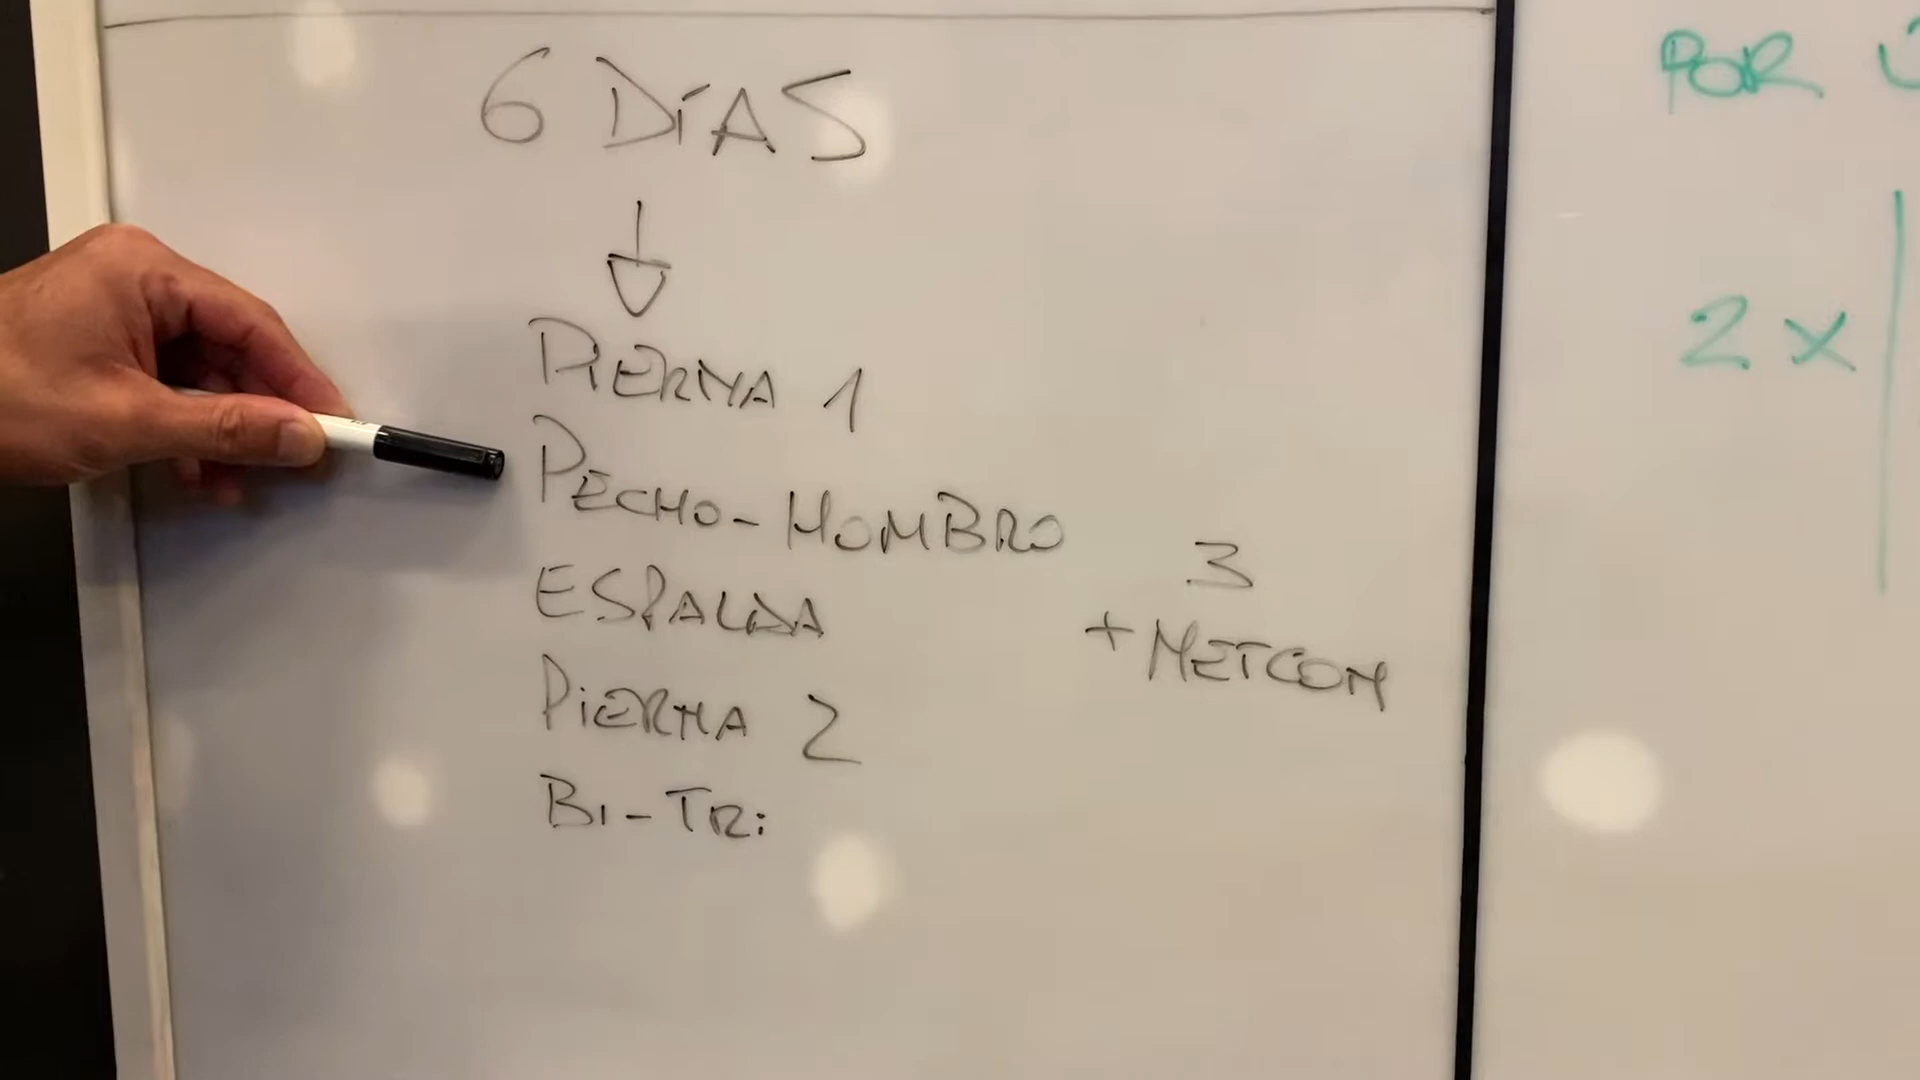 6 DÍAS
PIERNA 1
PECHO-HOMBRO
ESPALDA
PIERNA 2
BI-TRi
3
+ METCON
POR
2 X